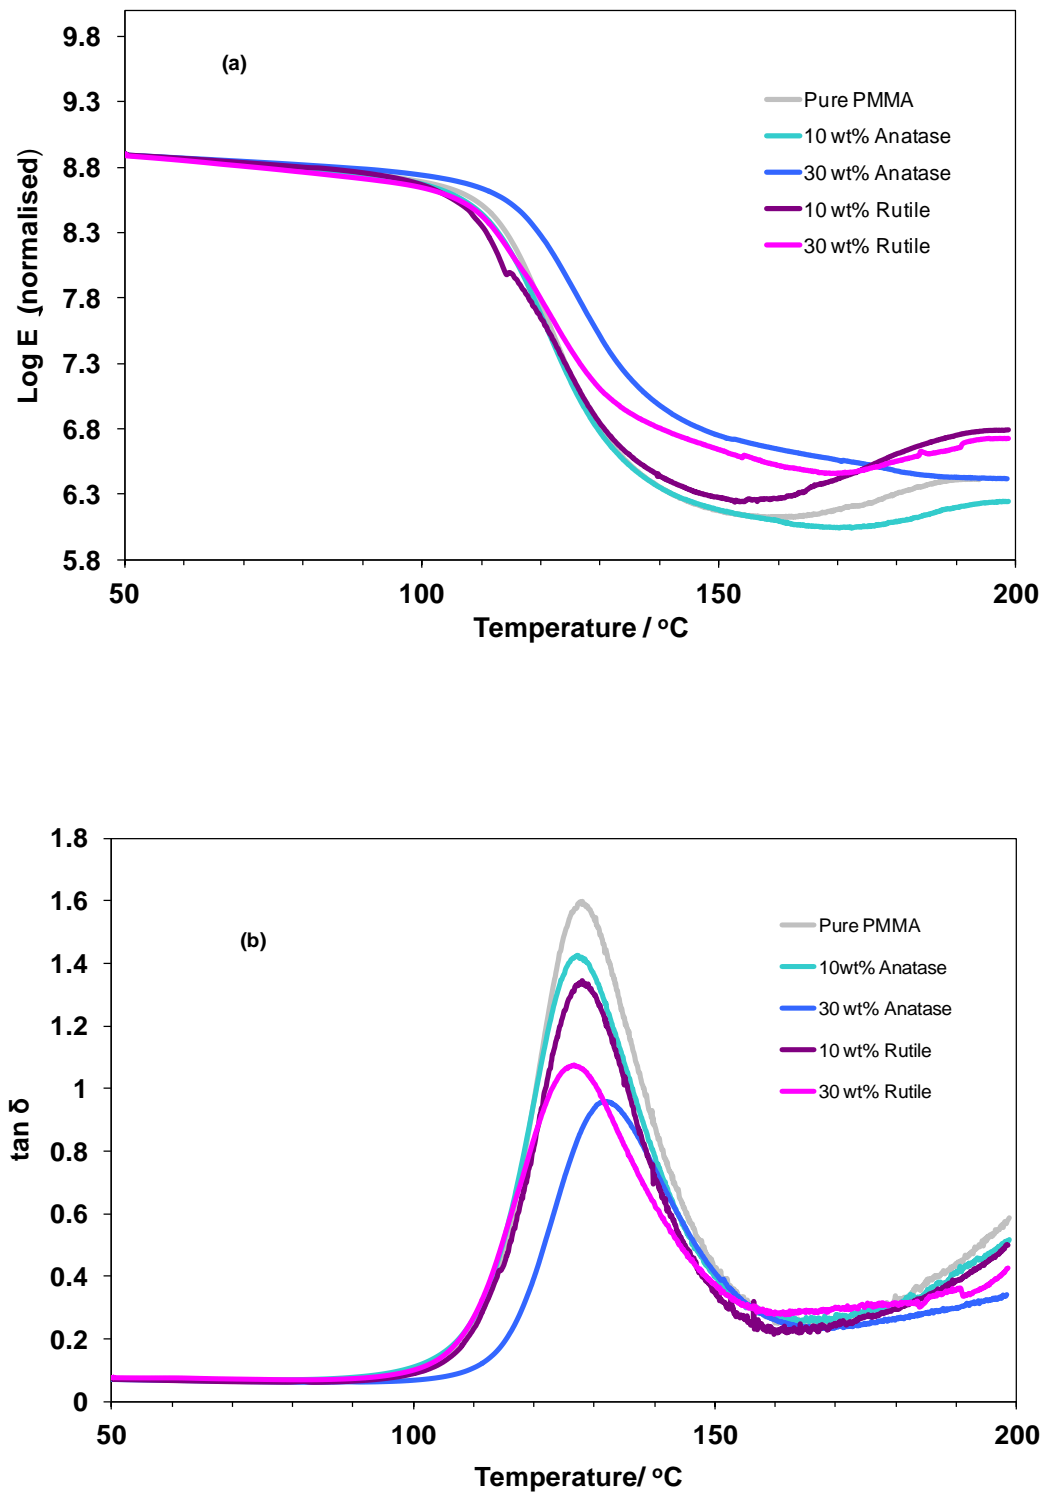 9.8
(a)
9.3
Pure PMMA
10 wt% Anatase
8.8
30 wt% Anatase
10 wt% Rutile
8.3
30 wt% Rutile
7.8
Log E (normalised)
7.3
6.8
6.3
5.8
50 100 150 200
Temperature / oC
1.8
1.6
Pure PMMA
(b)
1.4
10wt% Anatase
30 wt% Anatase
1.2
10 wt% Rutile
1
30 wt% Rutile
tan δ
0.8
0.6
0.4
0.2
0
50 100 150 200
Temperature/ oC